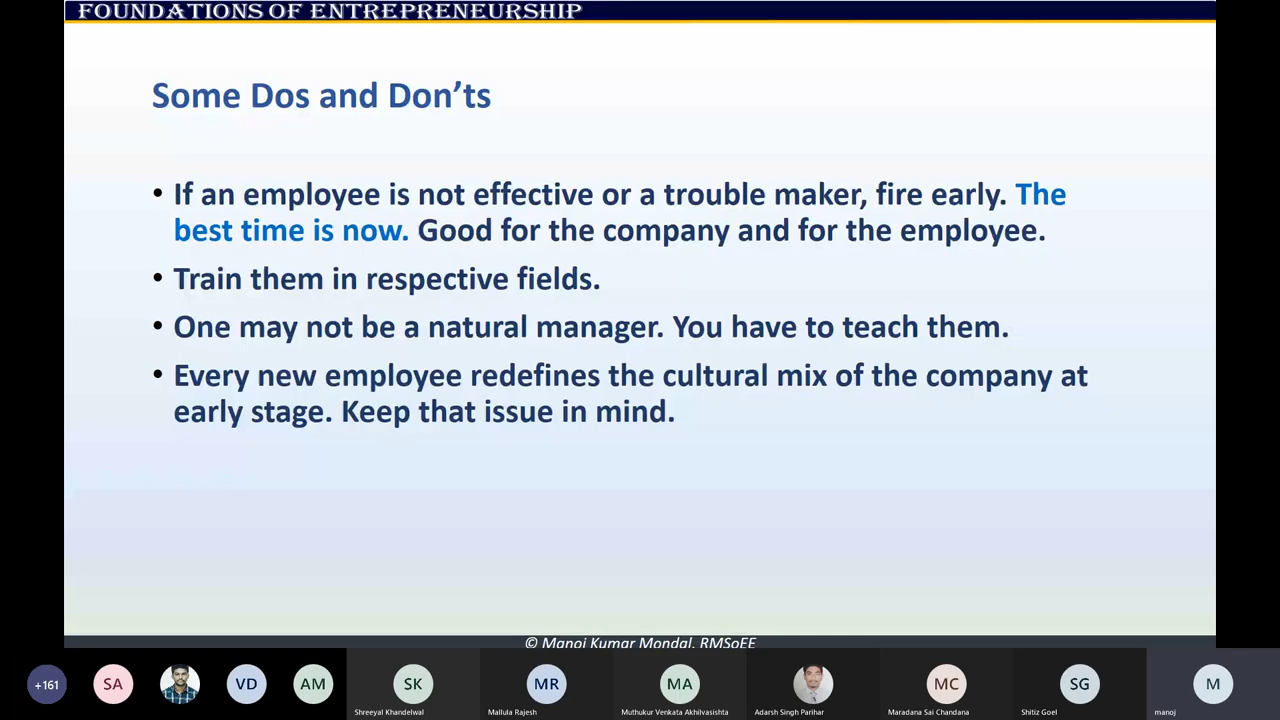 FOUNDATIONS OF ENTREPRENEURSHIP
Some Dos and Don’ts
• If an employee is not effective or a trouble maker, fire early. The
best time is now. Good for the company and for the employee.
• Train them in respective fields.
• One may not be a natural manager. You have to teach them.
• Every new employee redefines the cultural mix of the company at
early stage. Keep that issue in mind.
© Manoj Kumar Mondal, RMSoEE
+161 SA VD AM SK MR MA MC SG M
Shreeyal Khandelwal Mallula Rajesh Muthukur Venkata Akhilvasishta Adarsh Singh Parihar Maradana Sai Chandana Shitiz Goel manoj